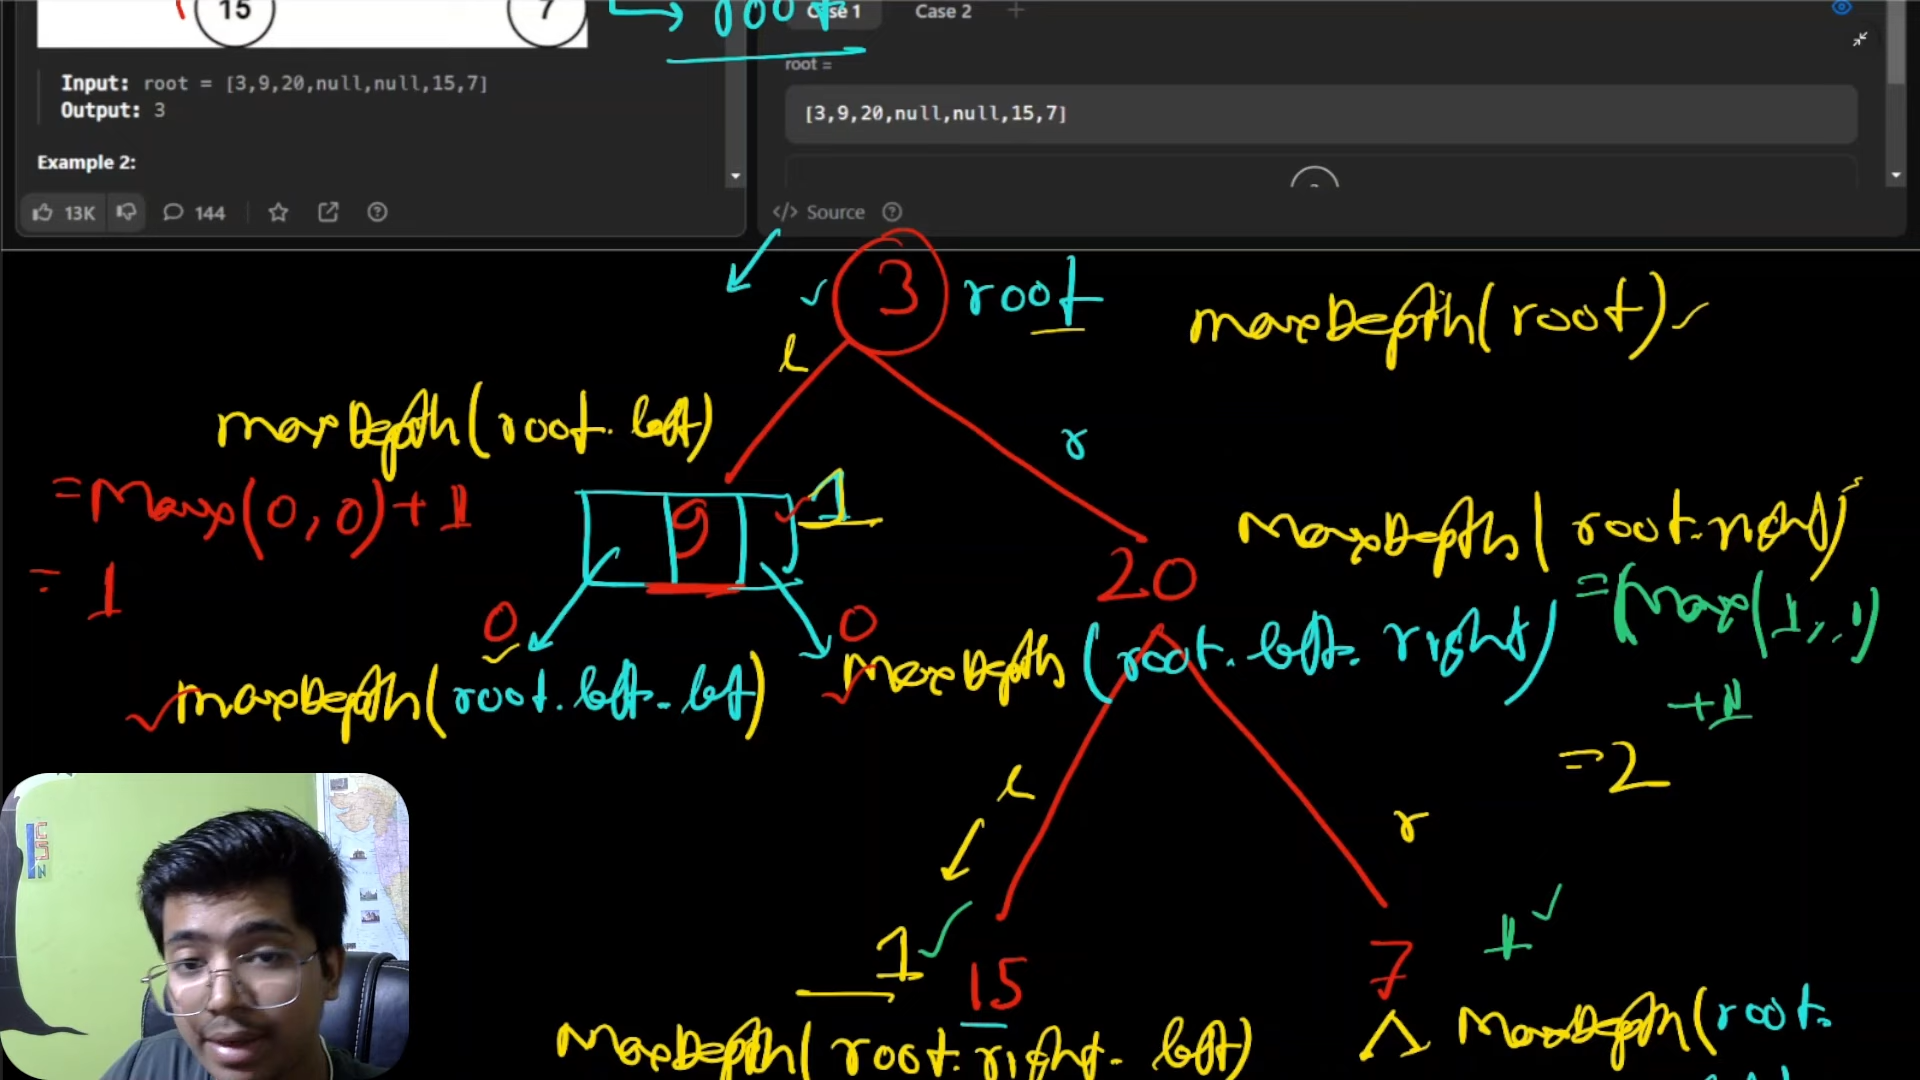 15
7
root
Input: root = [3,9,20,null,null,15,7]
Output: 3
Example 2:
13K
144
Case 1
Case 2
root =
[3,9,20,null,null,15,7]
Source
3 root
maxDepth(root)
l
r
maxDepth(root.left)
= Max(0, 0) + 1
= 1
9
1
20
MaxDepth(root.right)
= (Max(1, 1)
+1
= 2
0
0
maxDepth(root.left.left)
MaxDepth (root.left.right)
l
r
1
15
7
1
MaxDepth(root.right.left)
MaxDepth(root.